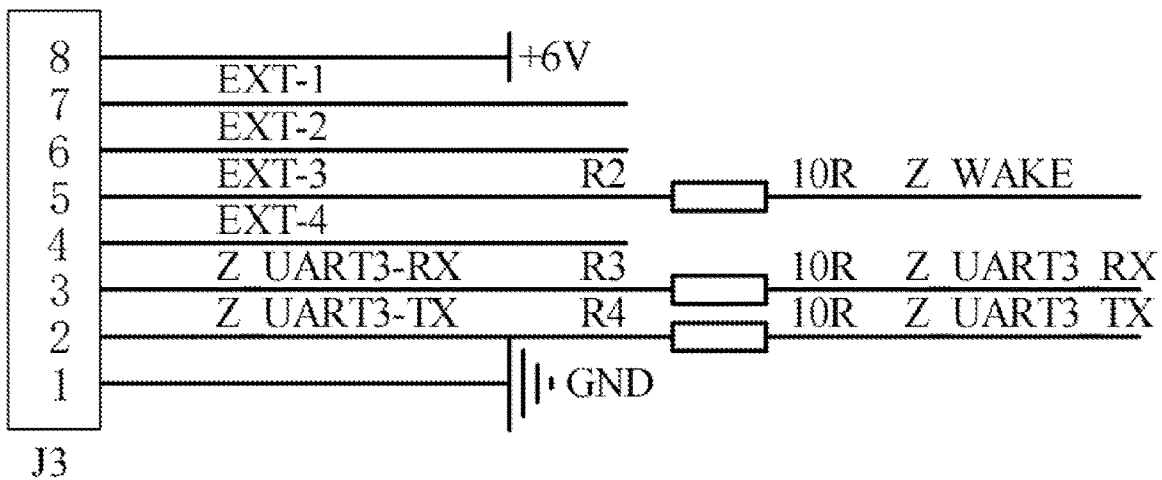 8 +6V
EXT-1
7
EXT-2
6
EXT-3 R2 10R Z WAKE
5
EXT-4
4
Z UART3-RX R3 10R Z UART3 RX
3
Z UART3-TX R4 10R Z UART3 TX
2
1 GND
J3